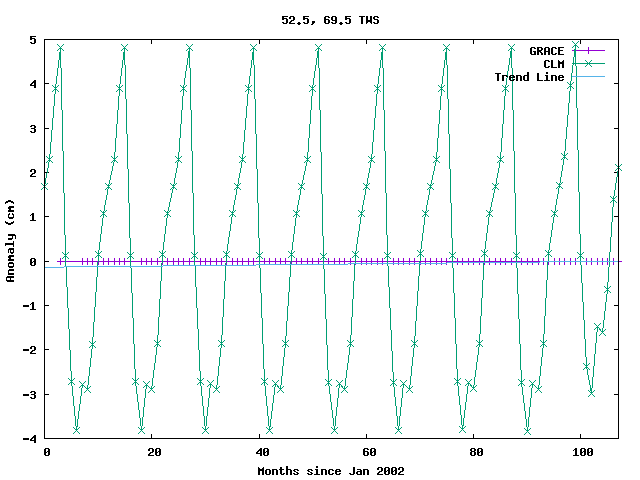 52.5, 69.5 TWS
GRACE
CLM
Trend Line
5
4
3
2
1
0
-1
-2
-3
-4
Anomaly (cm)
0 20 40 60 80 100
Months since Jan 2002